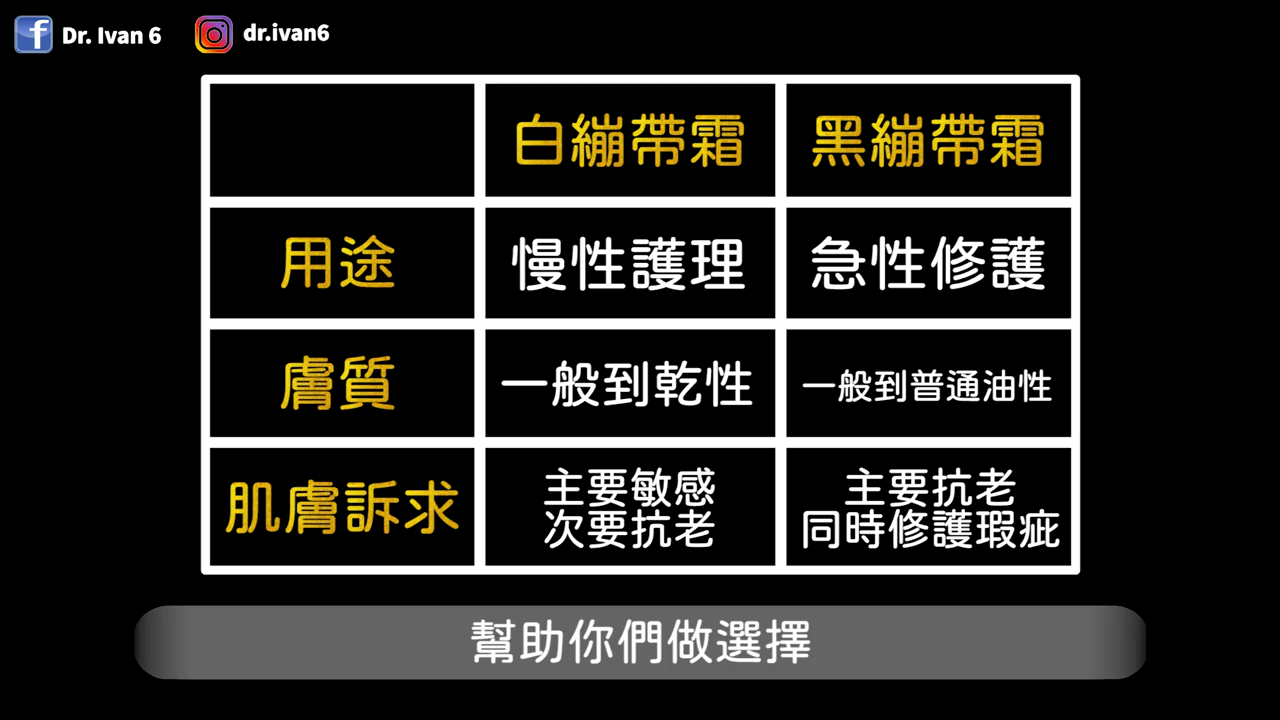 Dr. Ivan 6 dr.ivan6
白繃帶霜 黑繃帶霜
用途 慢性護理 急性修護
膚質 一般到乾性 一般到普通油性
肌膚訴求 主要敏感 主要抗老
次要抗老 同時修護瑕疵
幫助你們做選擇